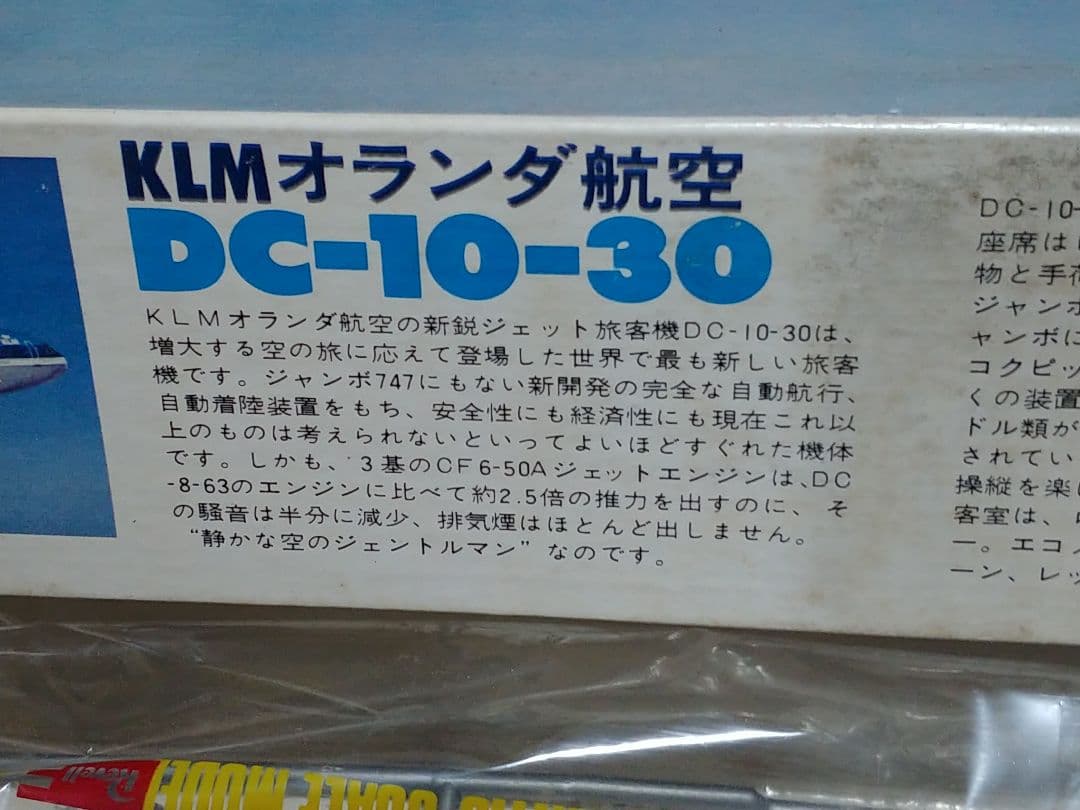 KLMオランダ航空
DC-10-30
KLMオランダ航空の新鋭ジェット旅客機DC-10-30は、
増大する空の旅に応えて登場した世界で最も新しい旅客
機です。ジャンボ747にもない新開発の完全な自動航行、
自動着陸装置をもち、安全性にも経済性にも現在これ以
上のものは考えられないといってよいほどすぐれた機体
です。しかも、3基のCF6-50Aジェットエンジンは、DC
-8-63のエンジンに比べて約2.5倍の推力を出すのに、そ
の騒音は半分に減少、排気煙はほとんど出しません。
“静かな空のジェントルマン”なのです。
DC-10-
座席は
物と手荷
ジャンボ
ャンボに
コクピッ
くの装置
ドル類が
されてい
操縦を楽に
客室は、
ー。エコノ
ーン、レッ
Revell
SCALE MODEL